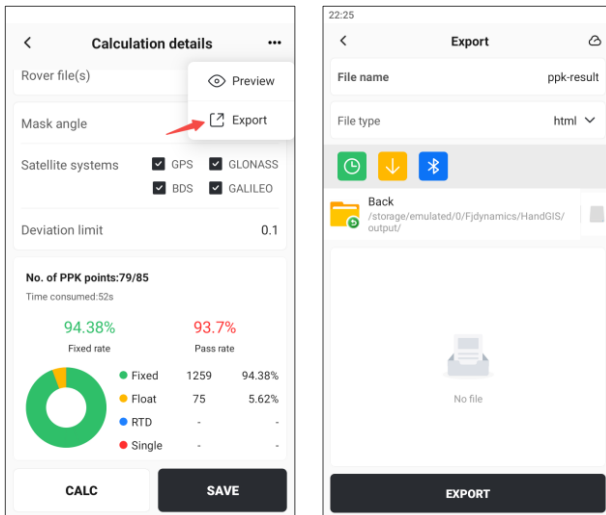 Calculation details
Rover file(s)
Preview
Export
Mask angle
Satellite systems
GPS
GLONASS
BDS
GALILEO
Deviation limit 0.1
No. of PPK points:79/85
Time consumed:52s
94.38% 93.7%
Fixed rate Pass rate
Fixed 1259 94.38%
Float 75 5.62%
RTD - -
Single - -
CALC SAVE
22:25
Export
File name ppk-result
File type html
Back
/storage/emulated/0/Fjdynamics/HandGIS/
output/
No file
EXPORT